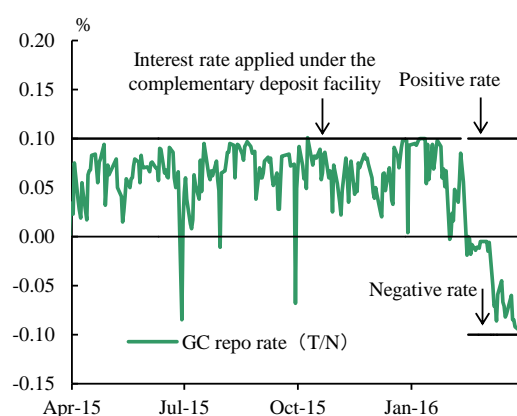 %
0.20
Interest rate applied under the
complementary deposit facility
Positive rate
0.15
0.10
0.05
0.00
Negative rate
-0.05
-0.10
GC repo rate（T/N）
-0.15
Apr-15 Jul-15 Oct-15 Jan-16